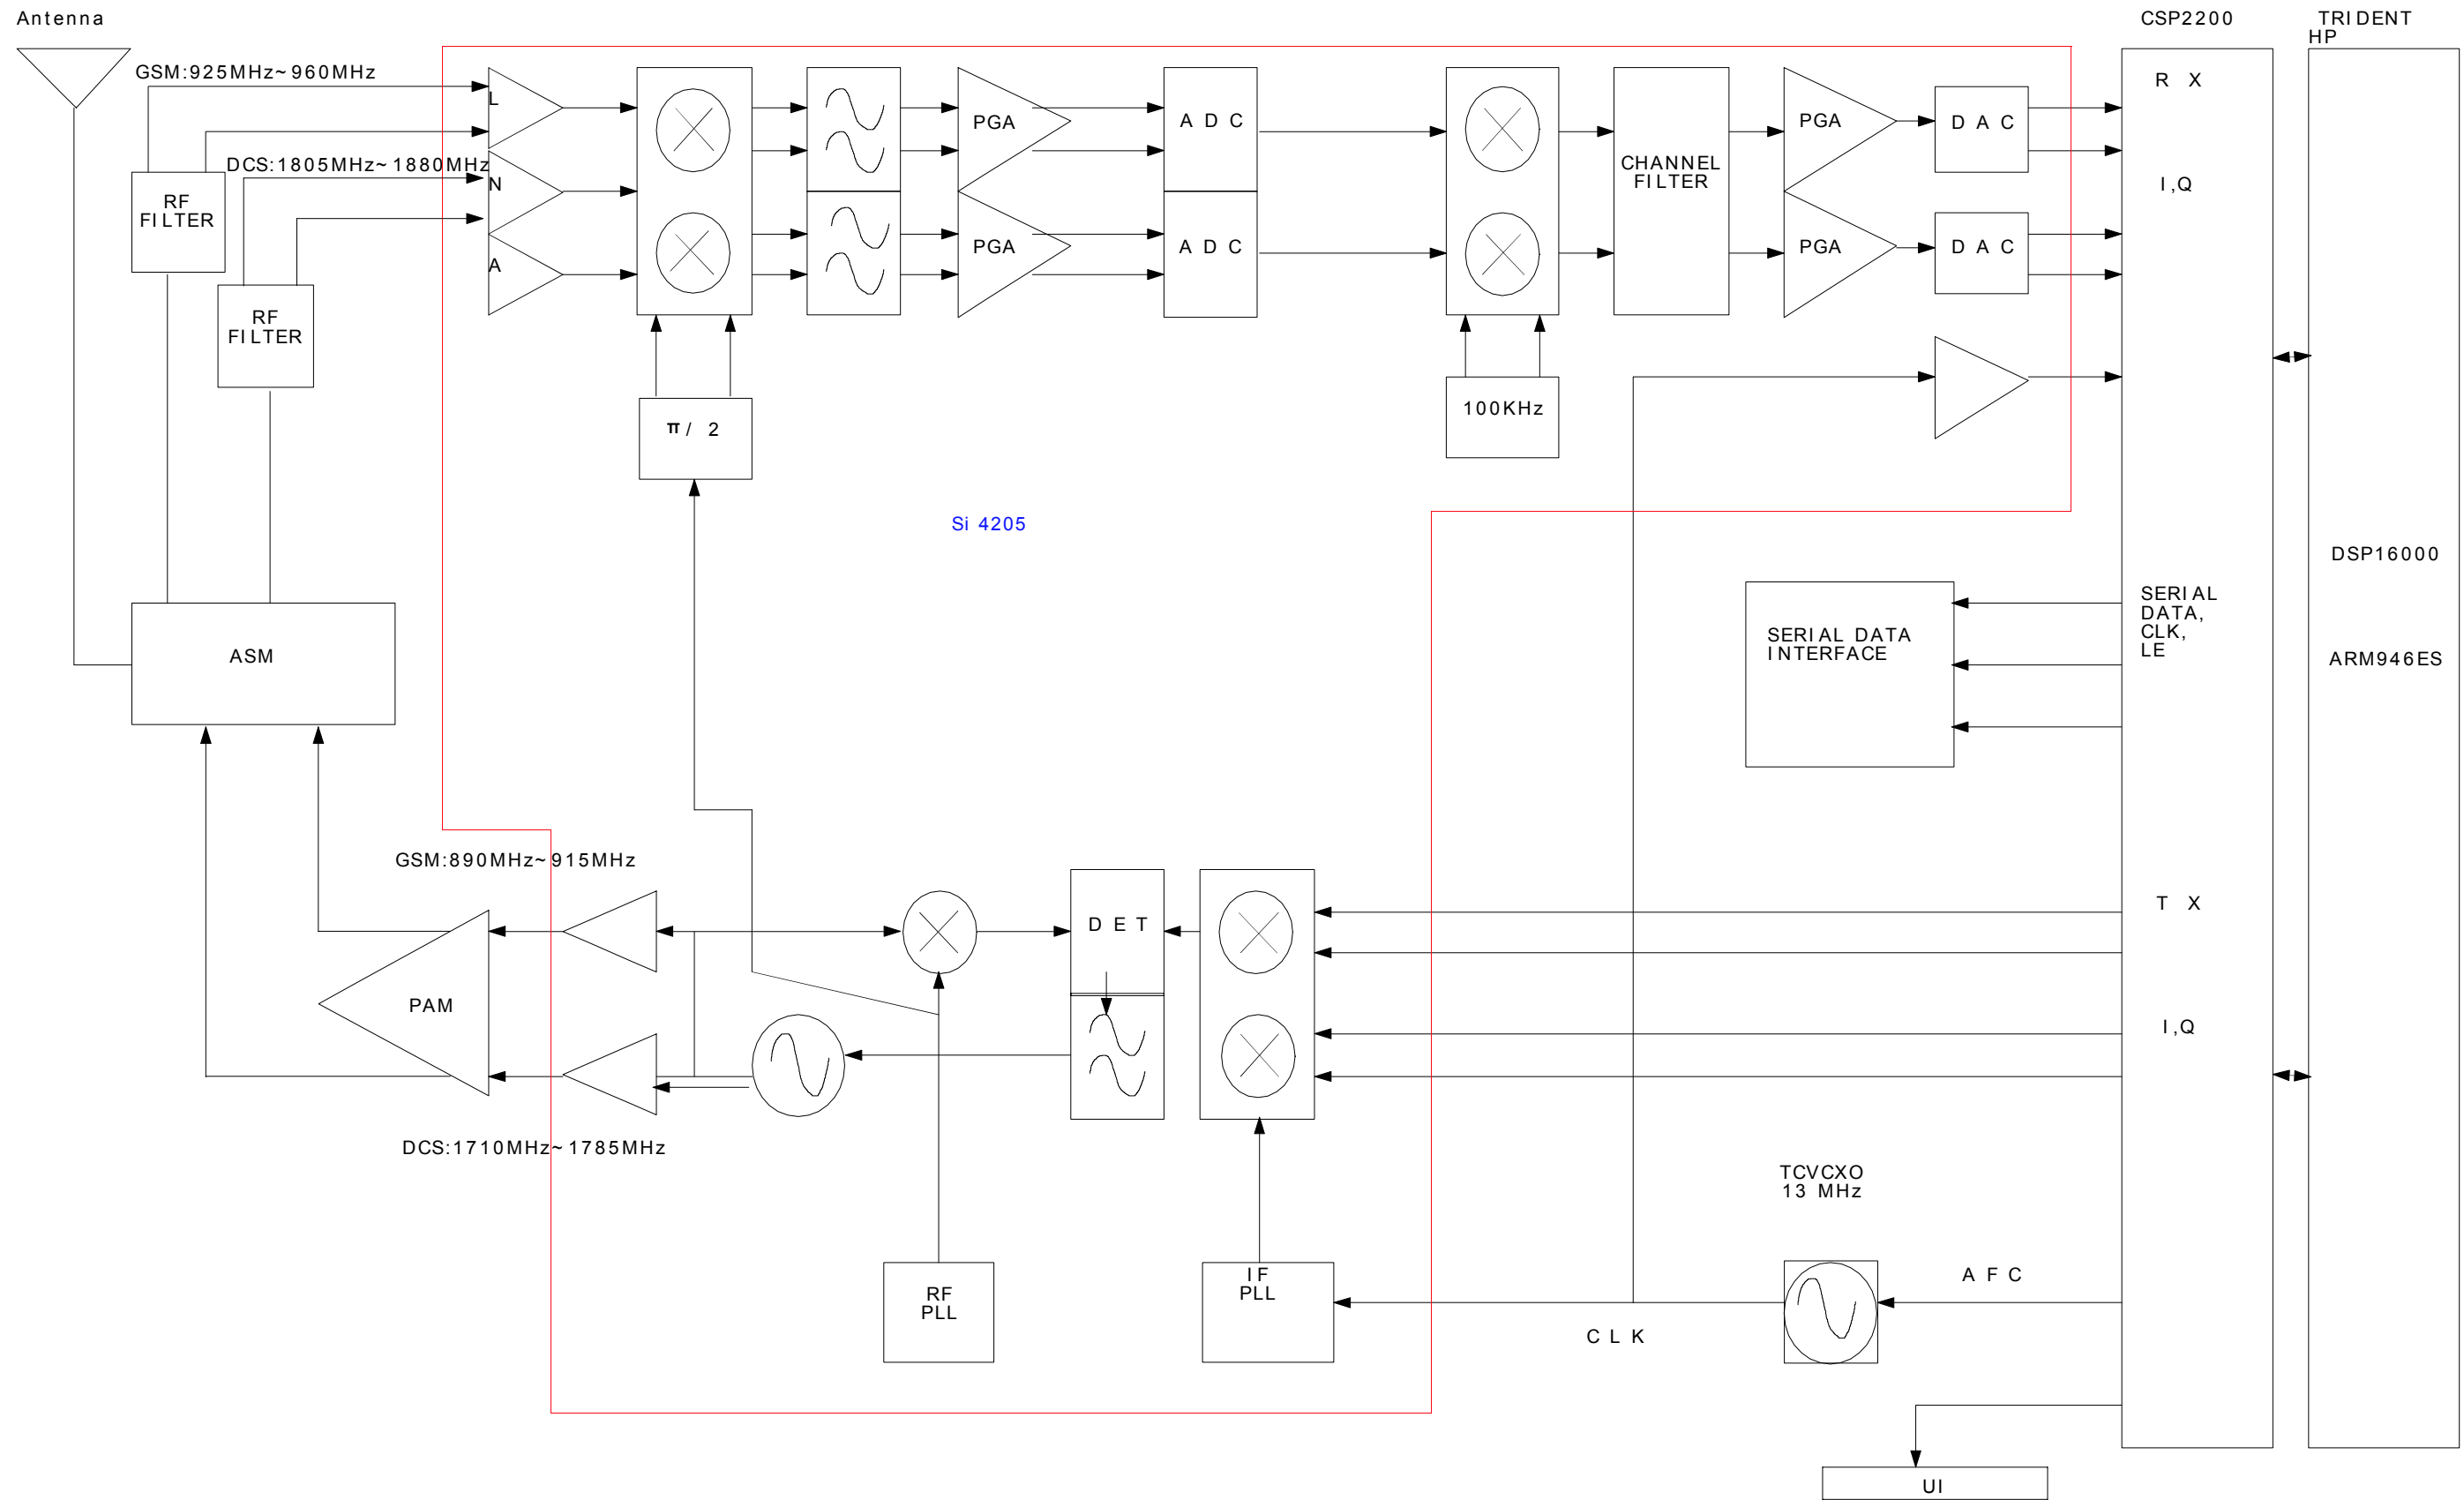 Antenna
CSP2200
TRIDENT
HP
GSM:925MHz~960MHz
L
PGA
A D C
PGA
D A C
R X
DCS:1805MHz~1880MHz
N
CHANNEL
FILTER
I,Q
RF
FILTER
A
PGA
A D C
PGA
D A C
RF
FILTER
π/ 2
100KHz
Si 4205
DSP16000
SERIAL
DATA,
CLK,
LE
SERIAL DATA
INTERFACE
ASM
ARM946ES
GSM:890MHz~915MHz
D E T
T X
PAM
I,Q
DCS:1710MHz~1785MHz
TCVCXO
13 MHz
RF
PLL
IF
PLL
A F C
C L K
UI